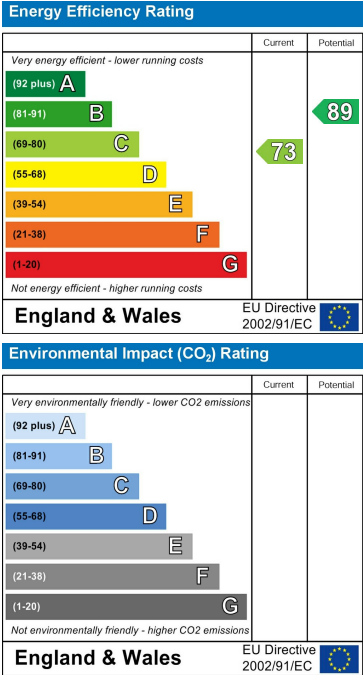 Energy Efficiency Rating
Current Potential
Very energy efficient - lower running costs
(92 plus) A
(81-91) B
(69-80) C
(55-68) D
(39-54) E
(21-38) F
(1-20) G
73
89
Not energy efficient - higher running costs
England & Wales
EU Directive
2002/91/EC
Environmental Impact (CO₂) Rating
Current Potential
Very environmentally friendly - lower CO2 emissions
(92 plus) A
(81-91) B
(69-80) C
(55-68) D
(39-54) E
(21-38) F
(1-20) G
Not environmentally friendly - higher CO2 emissions
England & Wales
EU Directive
2002/91/EC